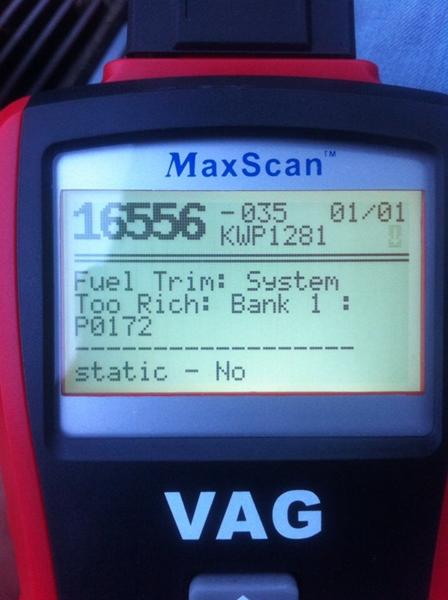 MaxScan™
16556 -035 01/01
KWP1281
Fuel Trim: System
Too Rich: Bank 1 :
P0172
--------------------
static - No
VAG